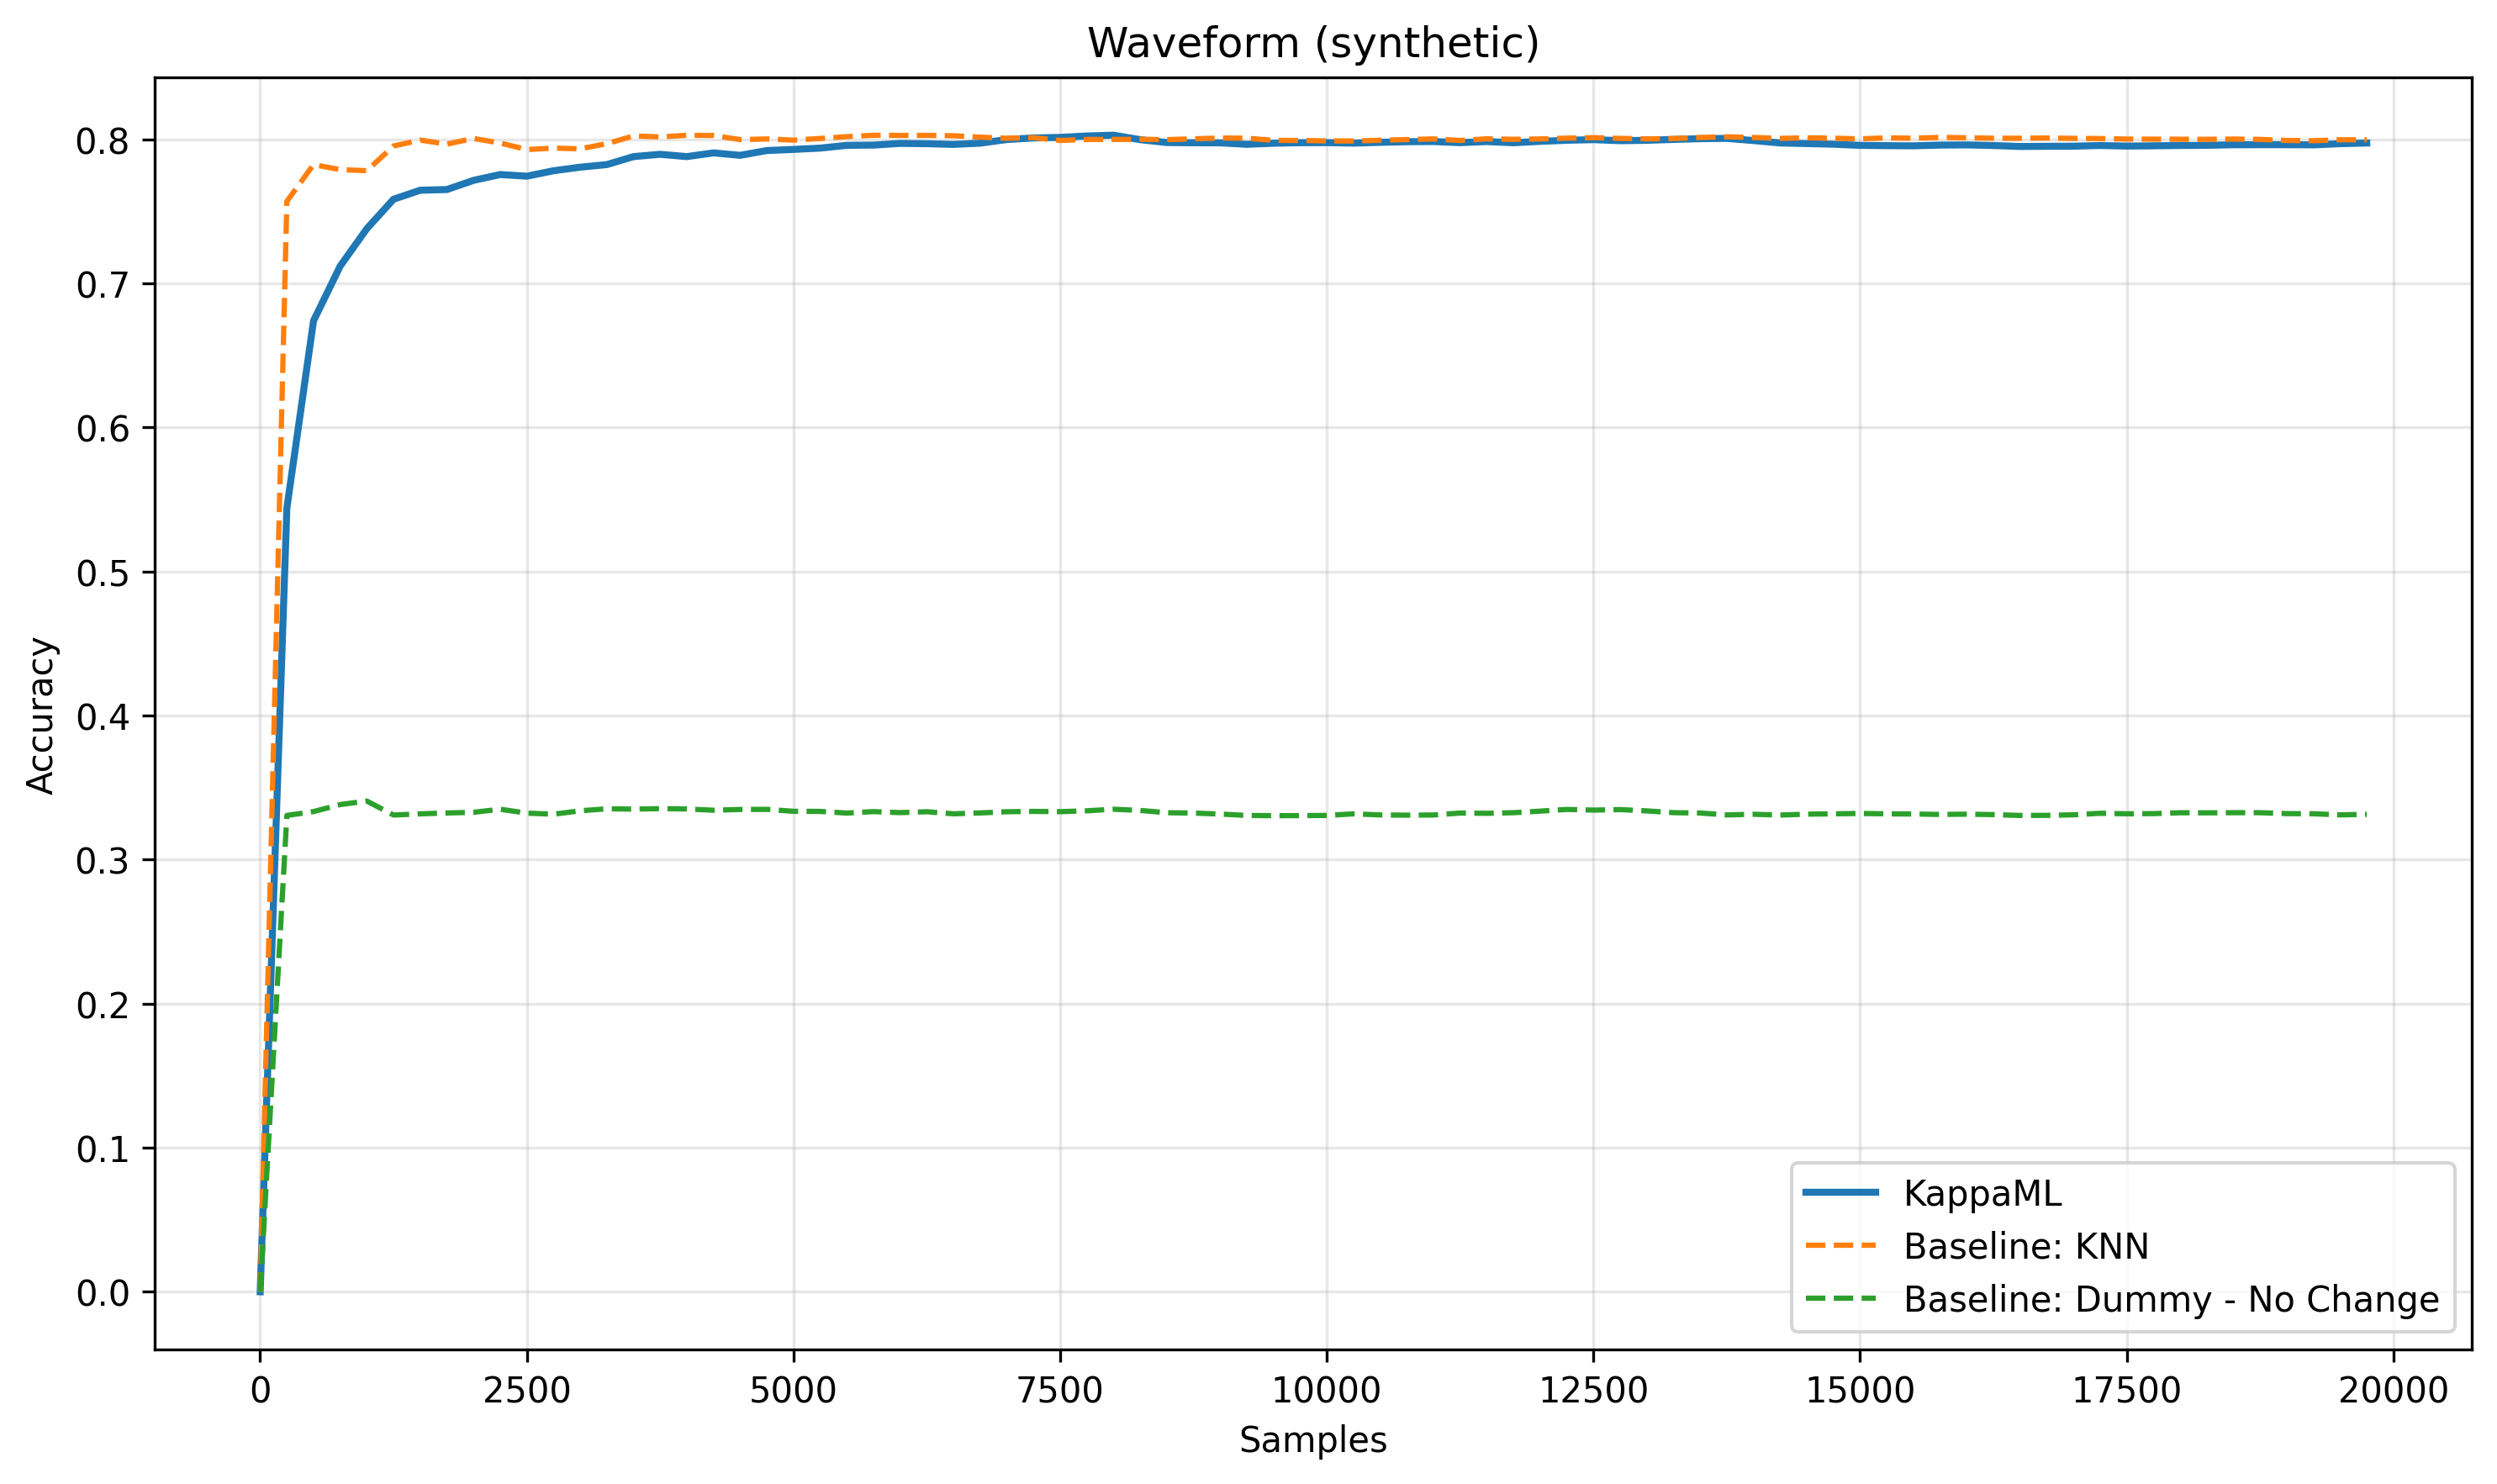 Waveform (synthetic)
Accuracy
0.8
0.7
0.6
0.5
0.4
0.3
0.2
0.1
0.0
0 2500 5000 7500 10000 12500 15000 17500 20000
Samples
KappaML
Baseline: KNN
Baseline: Dummy - No Change